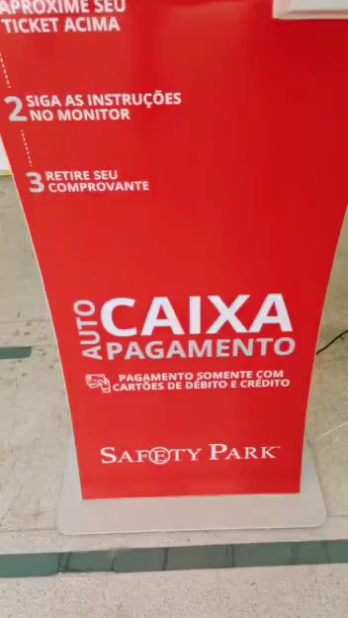 APROXIME SEU
TICKET ACIMA
2 SIGA AS INSTRUÇÕES
NO MONITOR
3 RETIRE SEU
COMPROVANTE
AUTO
CAIXA
PAGAMENTO
PAGAMENTO SOMENTE COM
CARTÕES DE DÉBITO E CRÉDITO
SAFETY PARK